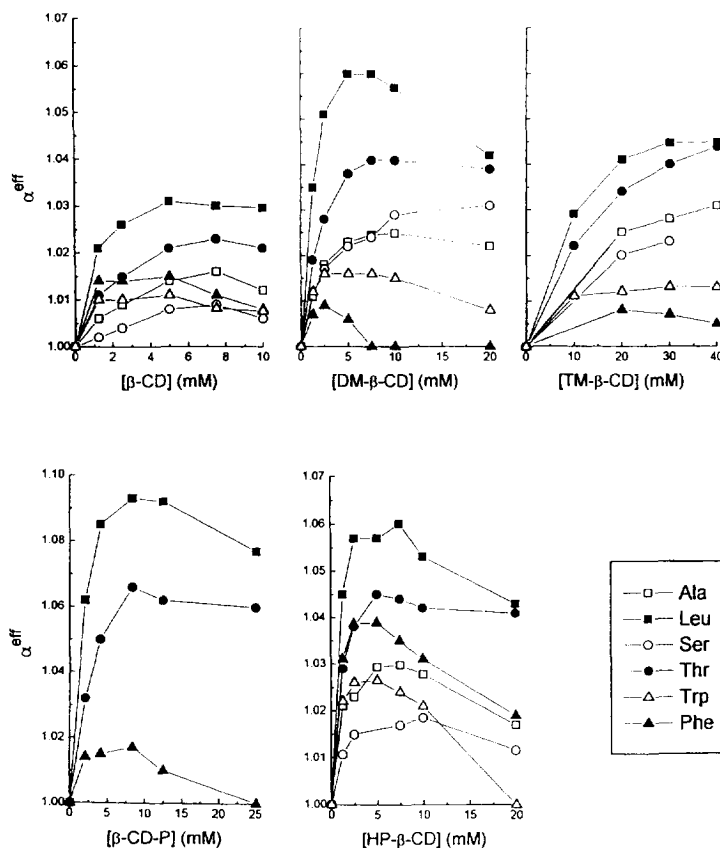 1.07
1.06
1.05
1.04
1.03
1.02
1.01
1.00
α^eff
0 2 4 6 8 10
[β-CD] (mM)
0 5 10 15 20
[DM-β-CD] (mM)
10 20 30 40
[TM-β-CD] (mM)
1.10
1.08
1.06
1.04
1.02
1.00
α^eff
0 5 10 15 20 25
[β-CD-P] (mM)
1.07
1.06
1.05
1.04
1.03
1.02
1.01
1.00
0 5 10 15 20
[HP-β-CD] (mM)
Ala
Leu
Ser
Thr
Trp
Phe